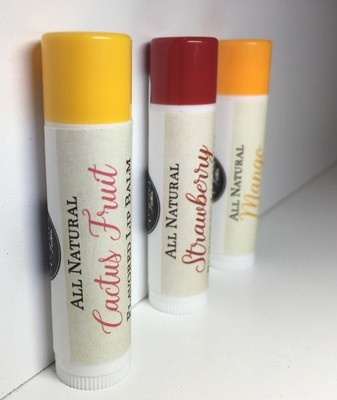 All Natural
Cactus Fruit
Flavored Lip Balm
All Natural
Strawberry
All Natural
Mango